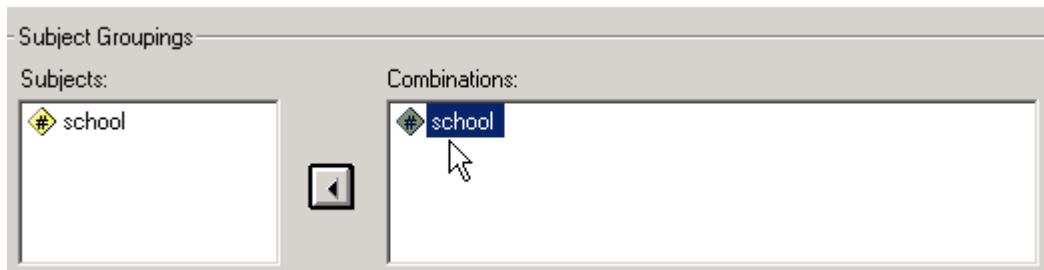 Subject Groupings
Subjects:
Combinations:
# school
# school